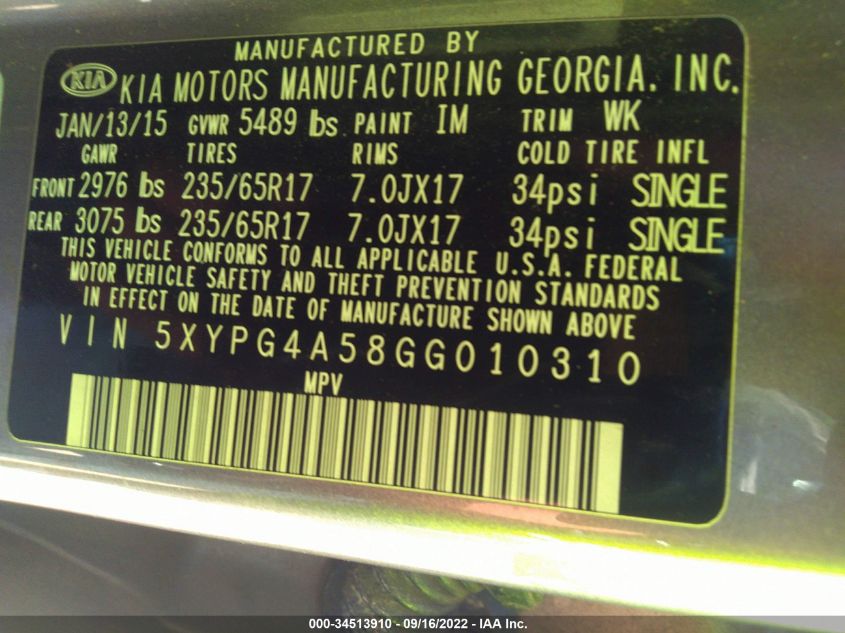 MANUFACTURED BY
KIA KIA MOTORS MANUFACTURING GEORGIA, INC.
JAN/13/15 GVWR 5489 lbs PAINT IM TRIM WK
GAWR TIRES RIMS COLD TIRE INFL
FRONT 2976 lbs 235/65R17 7.0JX17 34psi SINGLE
REAR 3075 lbs 235/65R17 7.0JX17 34psi SINGLE
THIS VEHICLE CONFORMS TO ALL APPLICABLE U.S.A. FEDERAL
MOTOR VEHICLE SAFETY AND THEFT PREVENTION STANDARDS
IN EFFECT ON THE DATE OF MANUFACTURE SHOWN ABOVE
VIN 5XYPG4A58GG010310
MPV
000-34513910 - 09/16/2022 - IAA Inc.